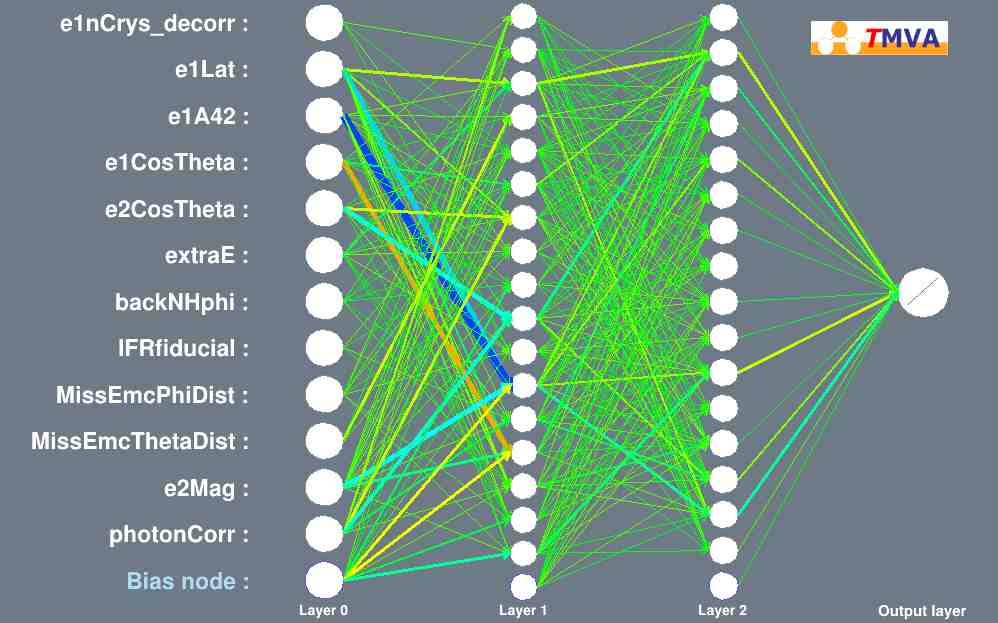 e1nCrys_decorr :
TMVA
e1Lat :
e1A42 :
e1CosTheta :
e2CosTheta :
extraE :
backNHphi :
IFRfiducial :
MissEmcPhiDist :
MissEmcThetaDist :
e2Mag :
photonCorr :
Bias node :
Layer 0 Layer 1 Layer 2 Output layer